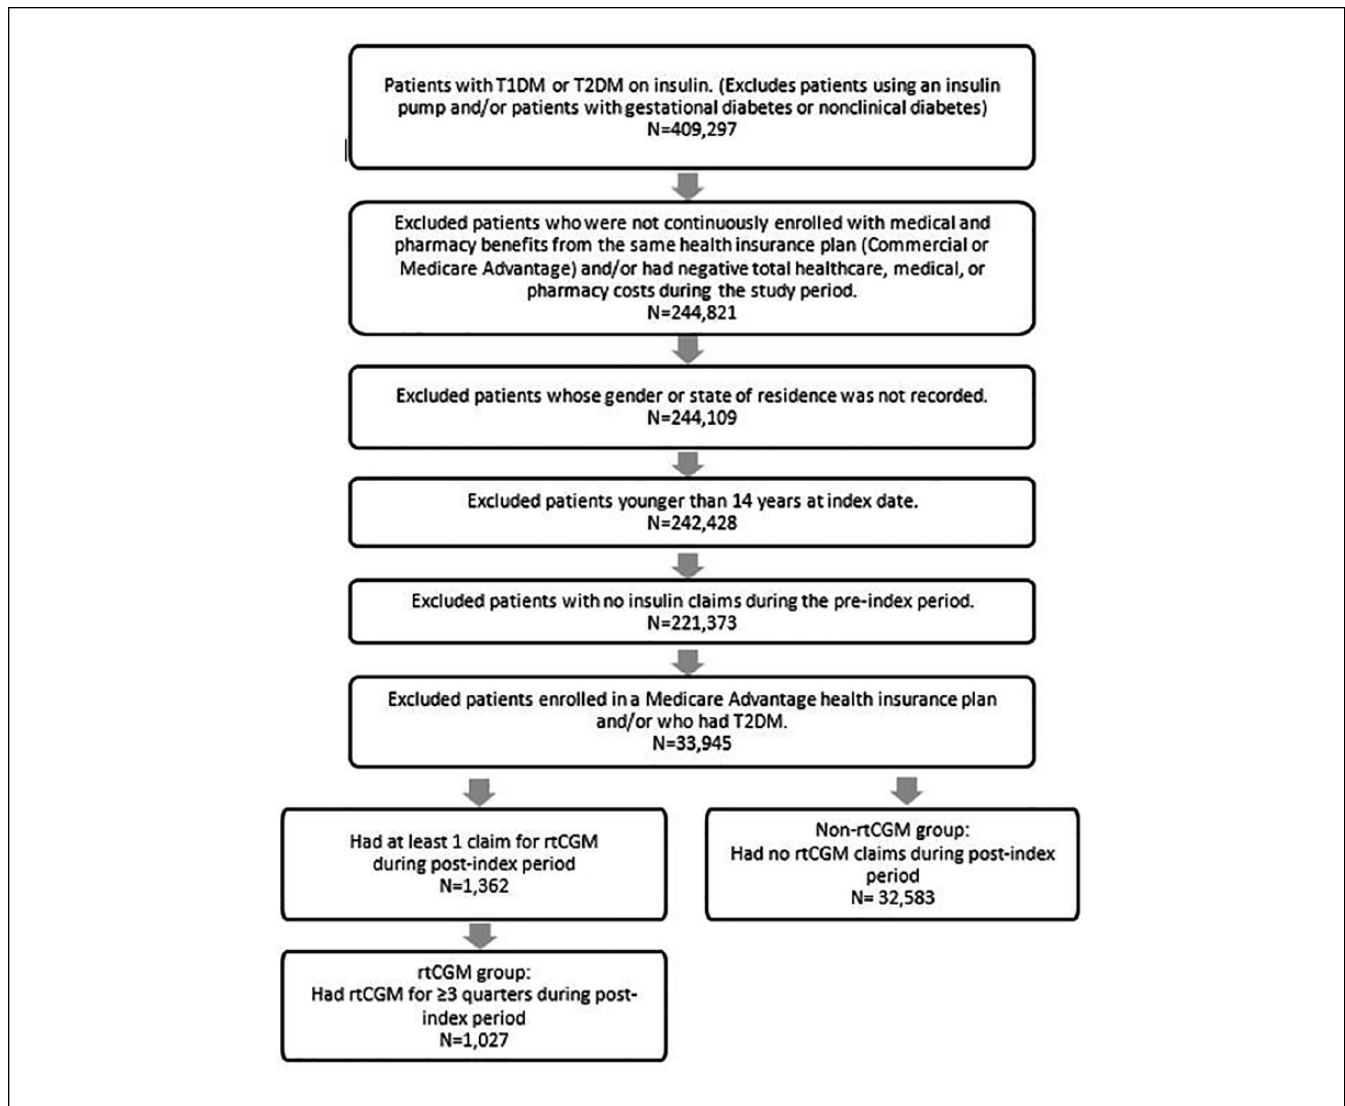 Patients with T1DM or T2DM on insulin. (Excludes patients using an insulin
pump and/or patients with gestational diabetes or nonclinical diabetes)
N=409,297
Excluded patients who were not continuously enrolled with medical and
pharmacy benefits from the same health insurance plan (Commercial or
Medicare Advantage) and/or had negative total healthcare, medical, or
pharmacy costs during the study period.
N=244,821
Excluded patients whose gender or state of residence was not recorded.
N=244,109
Excluded patients younger than 14 years at index date.
N=242,428
Excluded patients with no insulin claims during the pre-index period.
N=221,373
Excluded patients enrolled in a Medicare Advantage health insurance plan
and/or who had T2DM.
N=33,945
Had at least 1 claim for rtCGM
during post-index period
N=1,362
Non-rtCGM group:
Had no rtCGM claims during post-index
period
N= 32,583
rtCGM group:
Had rtCGM for ≥3 quarters during post-
index period
N=1,027